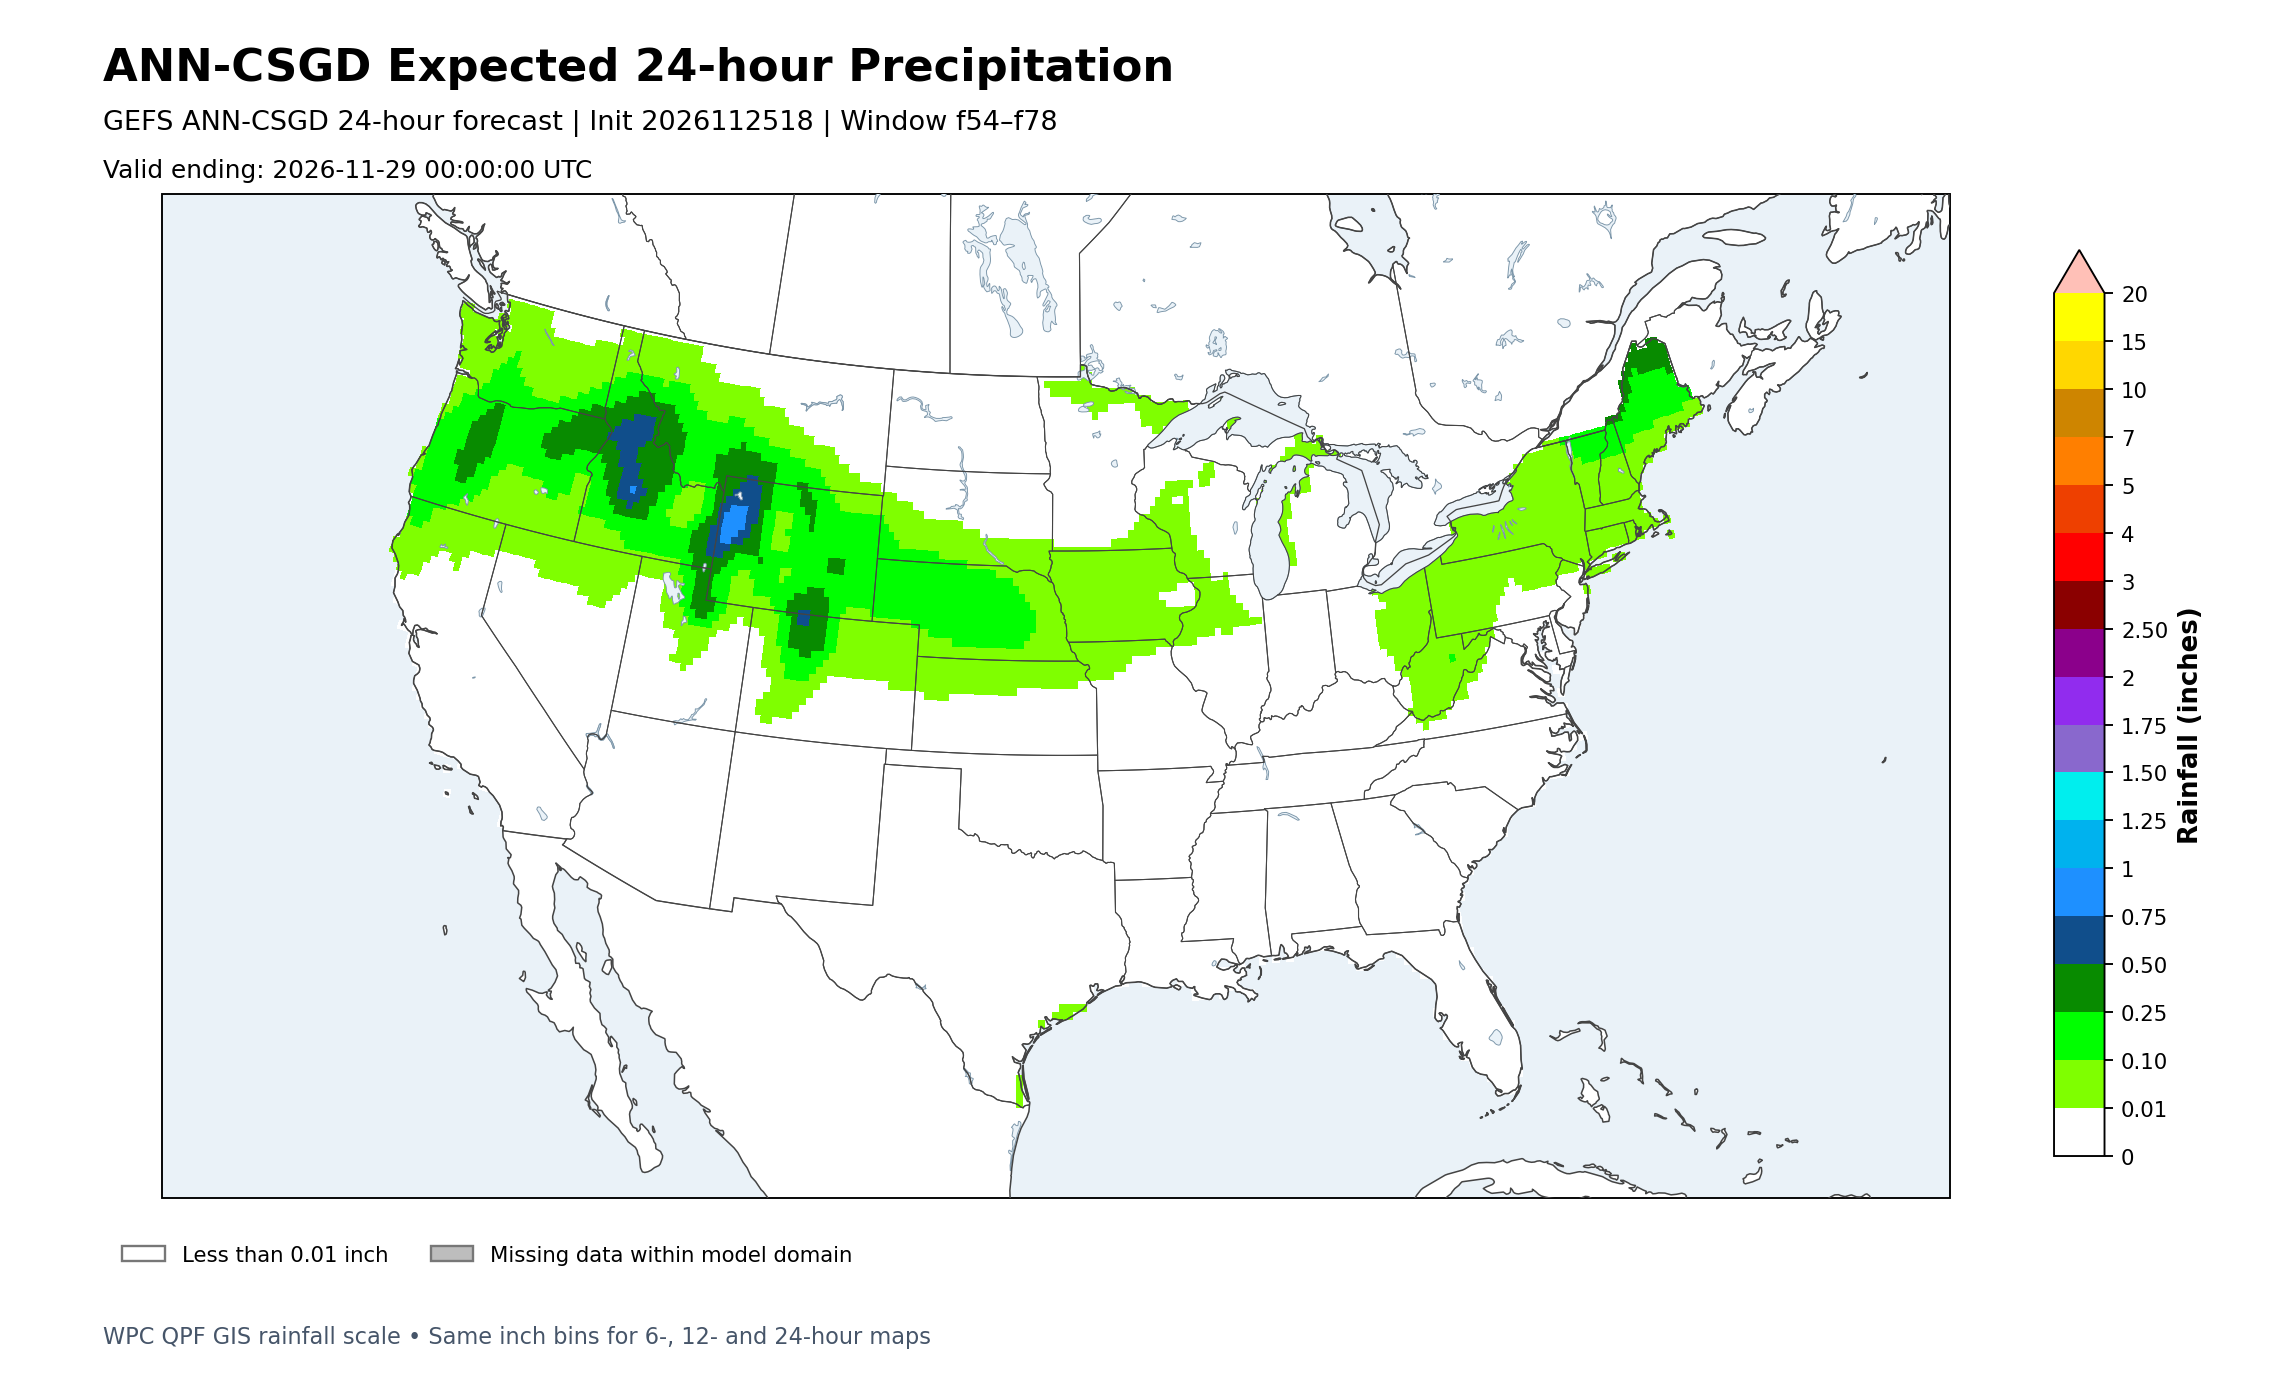 ANN-CSGD Expected 24-hour Precipitation
GEFS ANN-CSGD 24-hour forecast | Init 2026112518 | Window f54–f78
Valid ending: 2026-11-29 00:00:00 UTC
20
15
10
7
5
4
3
2.50
2
1.75
1.50
1.25
1
0.75
0.50
0.25
0.10
0.01
0
Rainfall (inches)
Less than 0.01 inch
Missing data within model domain
WPC QPF GIS rainfall scale • Same inch bins for 6-, 12- and 24-hour maps